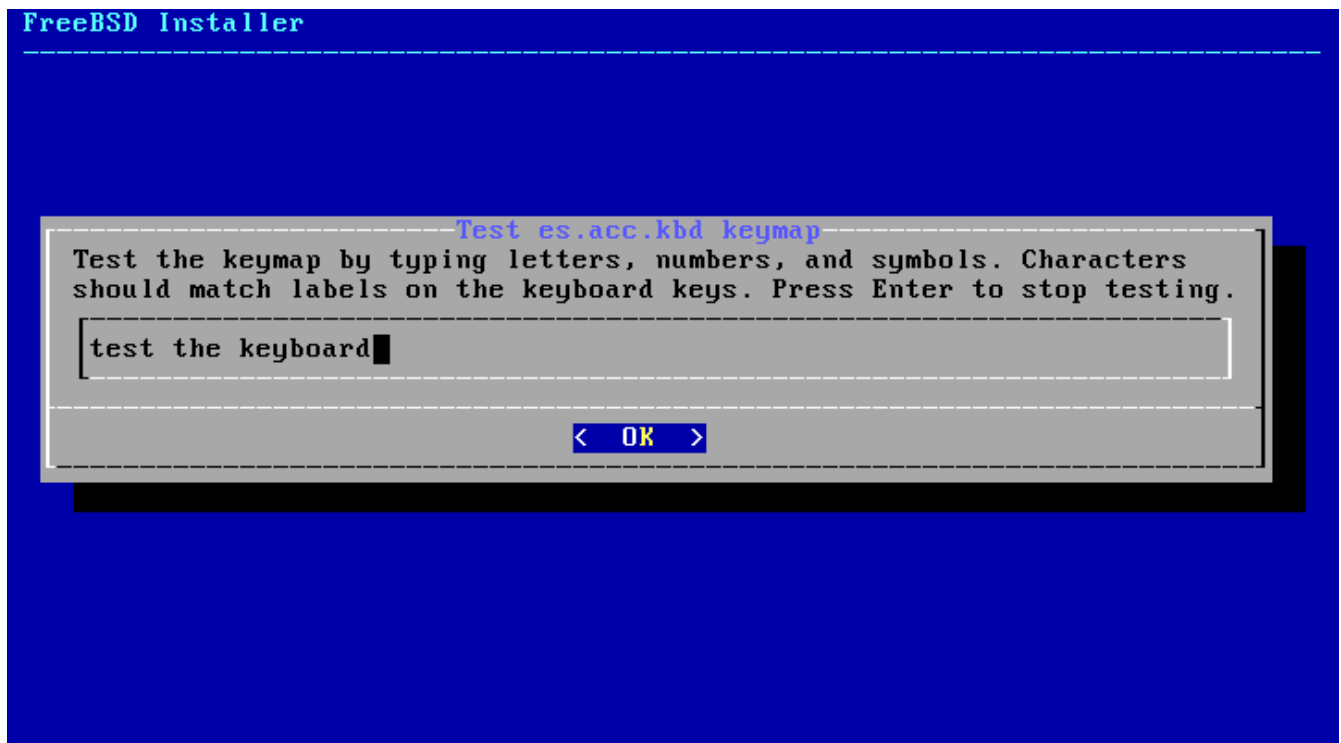 FreeBSD Installer
Test es.acc.kbd keymap
Test the keymap by typing letters, numbers, and symbols. Characters
should match labels on the keyboard keys. Press Enter to stop testing.
test the keyboard
< OK >